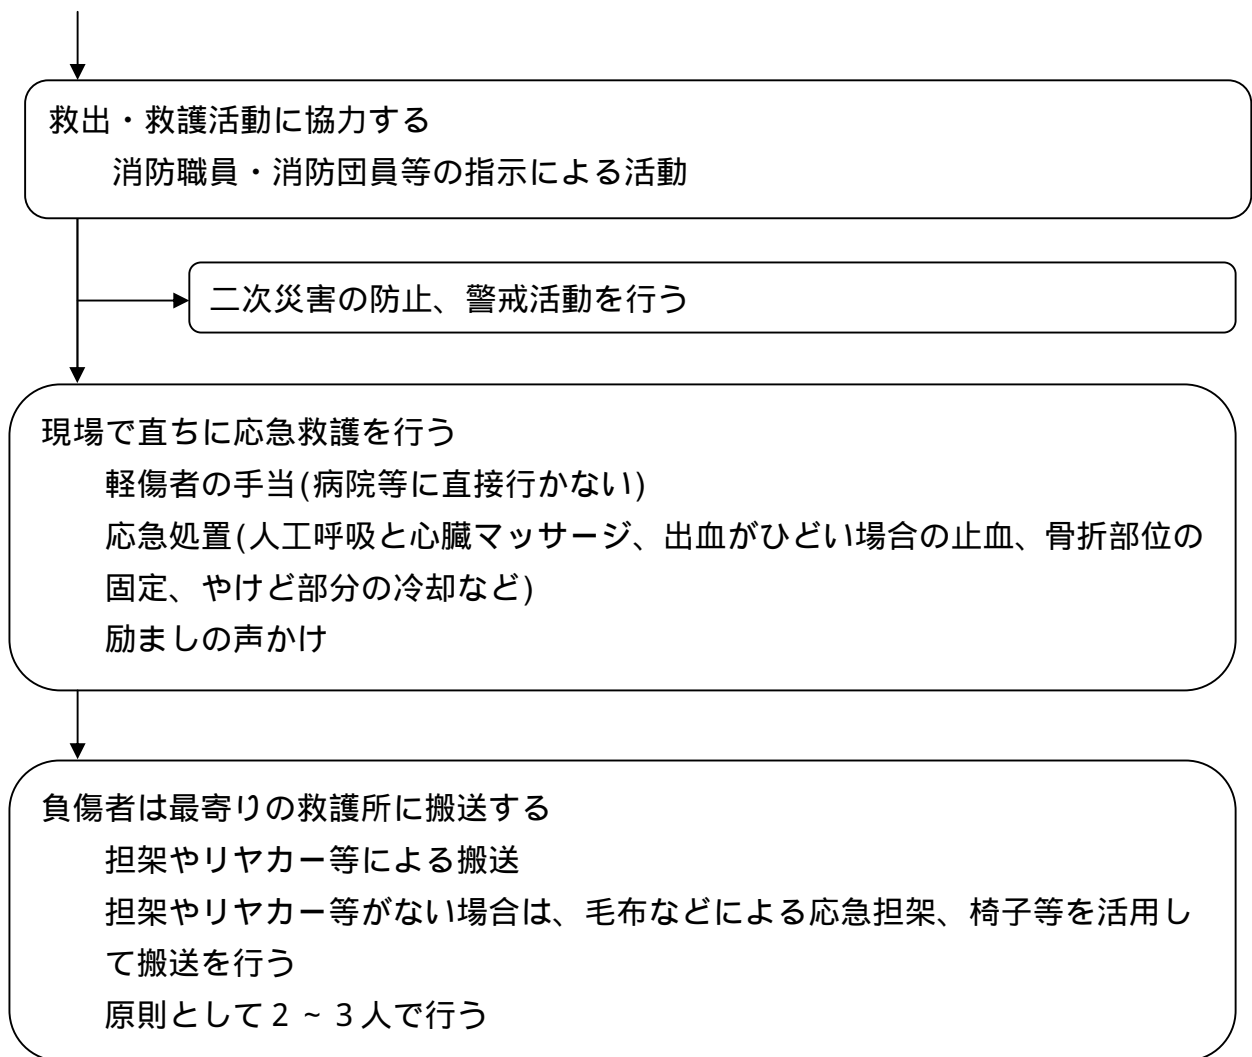 救出・救護活動に協力する
消防職員・消防団員等の指示による活動
二次災害の防止、警戒活動を行う
現場で直ちに応急救護を行う
軽傷者の手当(病院等に直接行かない)
応急処置(人工呼吸と心臓マッサージ、出血がひどい場合の止血、骨折部位の
固定、やけど部分の冷却など)
励ましの声かけ
負傷者は最寄りの救護所に搬送する
担架やリヤカー等による搬送
担架やリヤカー等がない場合は、毛布などによる応急担架、椅子等を活用し
て搬送を行う
原則として2~3人で行う